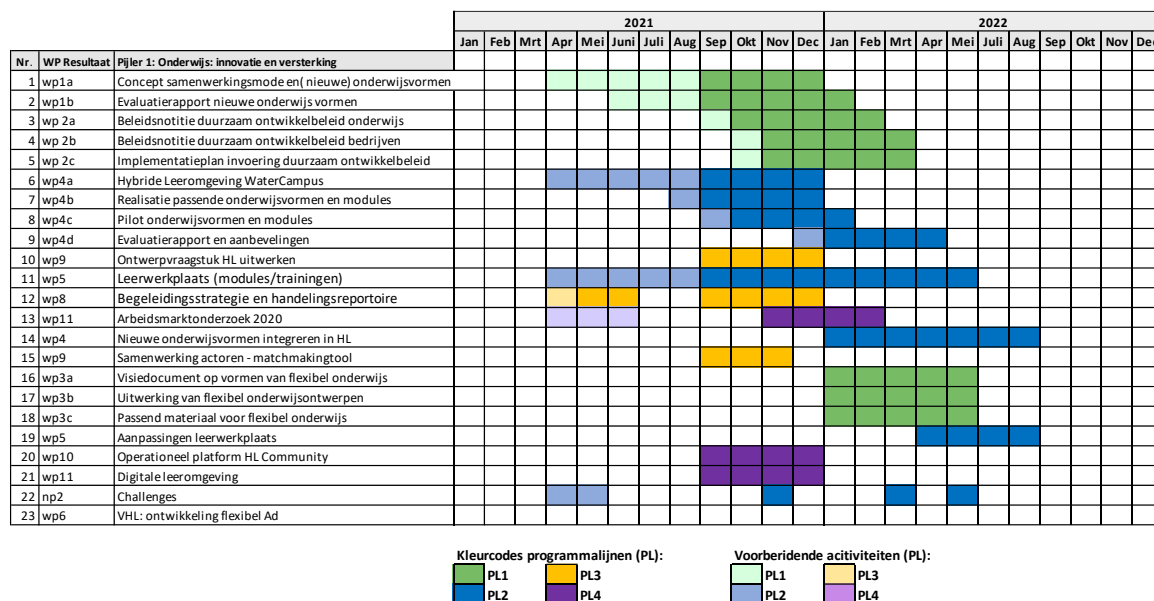 2021 2022
Jan Feb Mrt Apr Mei Juni Juli Aug Sep Okt Nov Dec Jan Feb Mrt Apr Mei Juli Aug Sep Okt Nov Dec
Nr. WP Resultaat Pijler 1: Onderwijs: innovatie en versterking
1 wp1a Concept samenwerkingsmode en( nieuwe) onderwijsvormen
2 wp1b Evaluatierapport nieuwe onderwijs vormen
3 wp 2a Beleidsnotitie duurzaam ontwikkelbeleid onderwijs
4 wp 2b Beleidsnotitie duurzaam ontwikkelbeleid bedrijven
5 wp 2c Implementatieplan invoering duurzaam ontwikkelbeleid
6 wp4a Hybride Leeromgeving WaterCampus
7 wp4b Realisatie passende onderwijsvormen en modules
8 wp4c Pilot onderwijsvormen en modules
9 wp4d Evaluatierapport en aanbevelingen
10 wp9 Ontwerpvraagstuk HL uitwerken
11 wp5 Leerwerkplaats (modules/trainingen)
12 wp8 Begeleidingsstrategie en handelingsreportoire
13 wp11 Arbeidsmarktonderzoek 2020
14 wp4 Nieuwe onderwijsvormen integreren in HL
15 wp9 Samenwerking actoren - matchmakingtool
16 wp3a Visiedocument op vormen van flexibel onderwijs
17 wp3b Uitwerking van flexibel onderwijsontwerpen
18 wp3c Passend materiaal voor flexibel onderwijs
19 wp5 Aanpassingen leerwerkplaats
20 wp10 Operationeel platform HL Community
21 wp11 Digitale leeromgeving
22 np2 Challenges
23 wp6 VHL: ontwikkeling flexibel Ad
Kleurcodes programmalijnen (PL): Voorberidende acitiviteiten (PL):
PL1 PL3 PL1 PL3
PL2 PL4 PL2 PL4